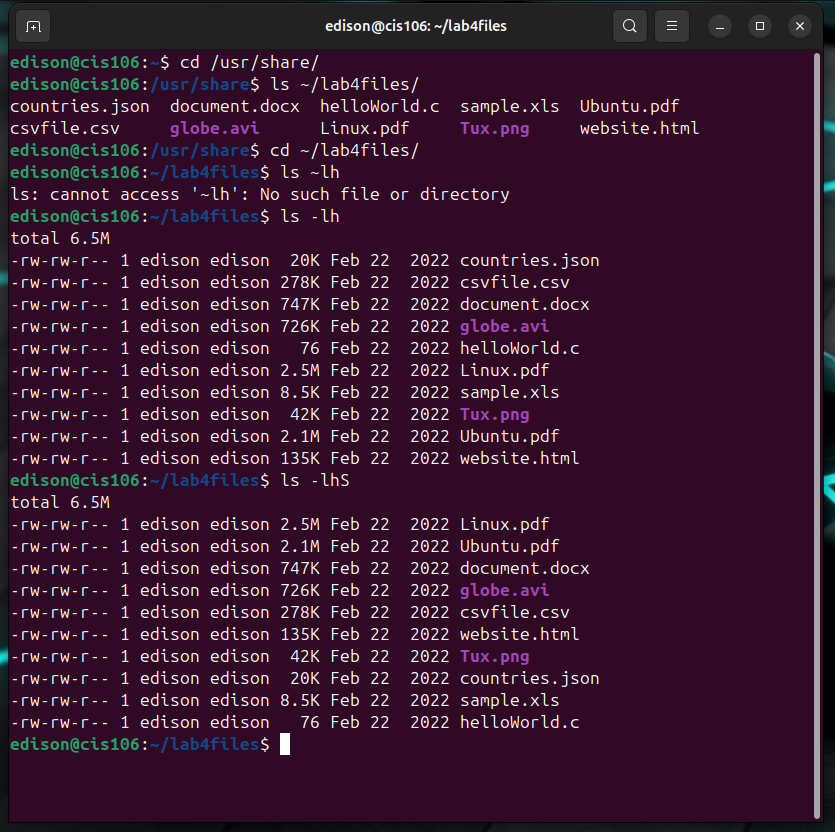 edison@cis106: ~/lab4files
edison@cis106:~$ cd /usr/share/
edison@cis106:/usr/share$ ls ~/lab4files/
countries.json  document.docx  helloWorld.c  sample.xls  Ubuntu.pdf
csvfile.csv     globe.avi      Linux.pdf     Tux.png     website.html
edison@cis106:/usr/share$ cd ~/lab4files/
edison@cis106:~/lab4files$ ls ~lh
ls: cannot access '~lh': No such file or directory
edison@cis106:~/lab4files$ ls -lh
total 6.5M
-rw-rw-r-- 1 edison edison  20K Feb 22  2022 countries.json
-rw-rw-r-- 1 edison edison 278K Feb 22  2022 csvfile.csv
-rw-rw-r-- 1 edison edison 747K Feb 22  2022 document.docx
-rw-rw-r-- 1 edison edison 726K Feb 22  2022 globe.avi
-rw-rw-r-- 1 edison edison   76 Feb 22  2022 helloWorld.c
-rw-rw-r-- 1 edison edison 2.5M Feb 22  2022 Linux.pdf
-rw-rw-r-- 1 edison edison 8.5K Feb 22  2022 sample.xls
-rw-rw-r-- 1 edison edison  42K Feb 22  2022 Tux.png
-rw-rw-r-- 1 edison edison 2.1M Feb 22  2022 Ubuntu.pdf
-rw-rw-r-- 1 edison edison 135K Feb 22  2022 website.html
edison@cis106:~/lab4files$ ls -lhS
total 6.5M
-rw-rw-r-- 1 edison edison 2.5M Feb 22  2022 Linux.pdf
-rw-rw-r-- 1 edison edison 2.1M Feb 22  2022 Ubuntu.pdf
-rw-rw-r-- 1 edison edison 747K Feb 22  2022 document.docx
-rw-rw-r-- 1 edison edison 726K Feb 22  2022 globe.avi
-rw-rw-r-- 1 edison edison 278K Feb 22  2022 csvfile.csv
-rw-rw-r-- 1 edison edison 135K Feb 22  2022 website.html
-rw-rw-r-- 1 edison edison  42K Feb 22  2022 Tux.png
-rw-rw-r-- 1 edison edison  20K Feb 22  2022 countries.json
-rw-rw-r-- 1 edison edison 8.5K Feb 22  2022 sample.xls
-rw-rw-r-- 1 edison edison   76 Feb 22  2022 helloWorld.c
edison@cis106:~/lab4files$